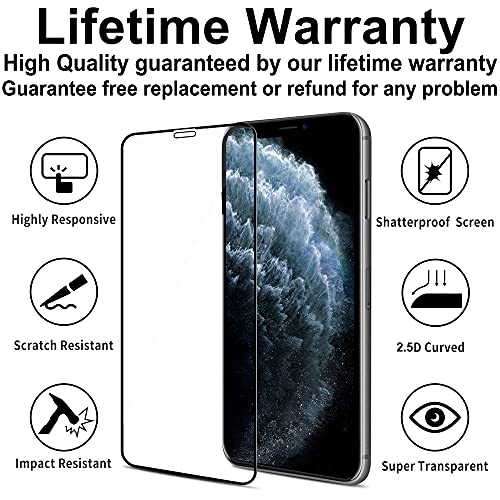 Lifetime Warranty
High Quality guaranteed by our lifetime warranty
Guarantee free replacement or refund for any problem
Highly Responsive
Shatterproof Screen
Scratch Resistant
2.5D Curved
Impact Resistant
Super Transparent